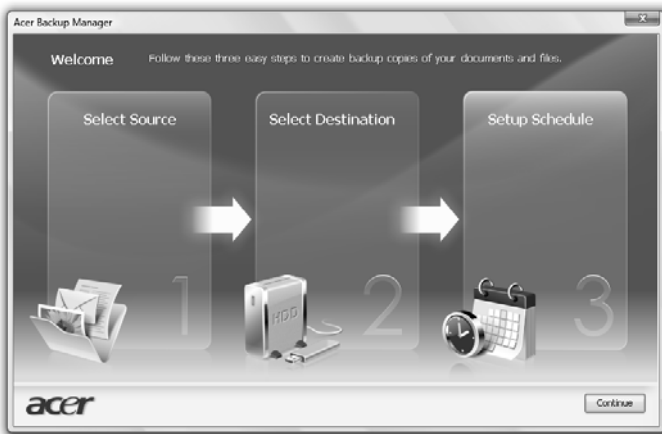 Acer Backup Manager
Welcome
Follow these three easy steps to create backup copies of your documents and files.
Select Source
Select Destination
Setup Schedule
1
HDD
2
3
acer
Continue